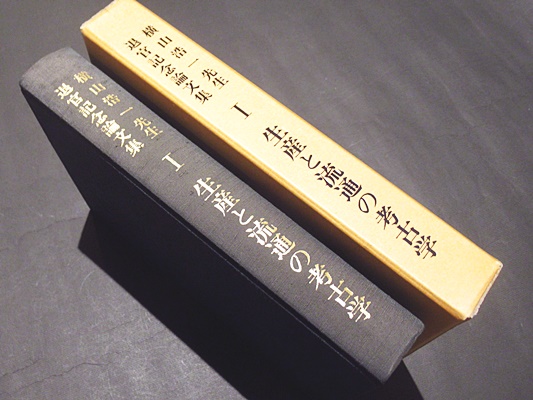 横山浩一先生
退官記念論文集
I
生産と流通の考古学
横山浩一先生
退官記念論文集
I
生産と流通の考古学